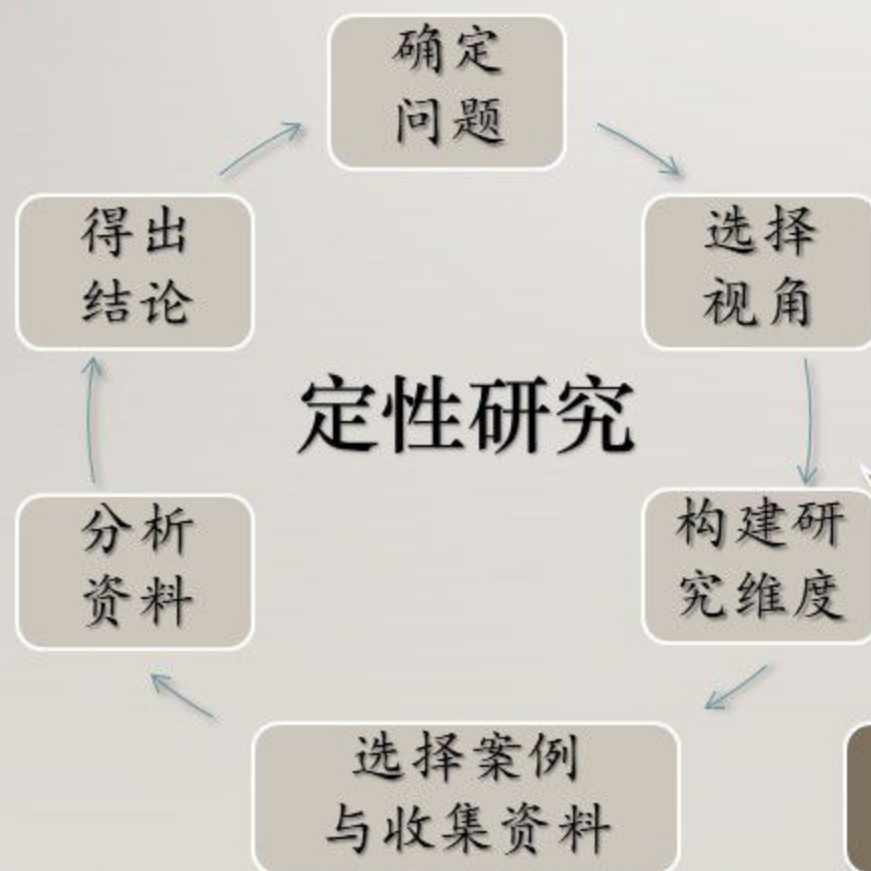 确定
问题
选择
视角
构建研
究维度
选择案例
与收集资料
分析
资料
得出
结论
定性研究